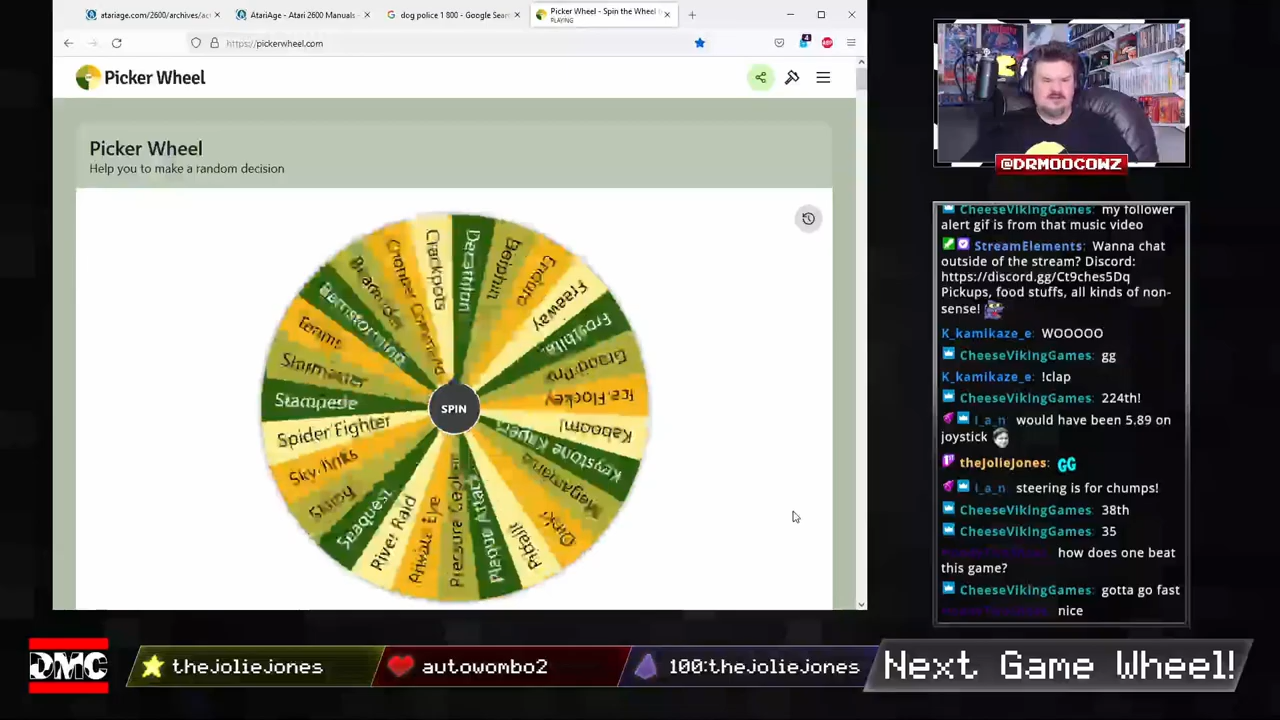 atariage.com/2600/archives/ac
AtariAge - Atari 2600 Manuals -
dog police 1 800 - Google Sear
Picker Wheel - Spin the Wheel
PLAYING
https://pickerwheel.com
Picker Wheel
Picker Wheel
Help you to make a random decision
Crackpots
Decathlon
Dolphin
Enduro
Freeway
Frostbite
Grand Prix
Ice Hockey
Kaboom!
Keystone Kapers
Megamania
Oink!
Pitfall!
Plaque Attack
Pressure Cooker
Private Eye
River Raid
Seaquest
Skiing
Sky Jinks
Spider Fighter
Stampede
Starmaster
Tennis
Barnstorming
Chopper Command
SPIN
@DRMOOCOWZ
CheeseVikingGames: my follower
alert gif is from that music video
StreamElements: Wanna chat
outside of the stream? Discord:
https://discord.gg/Ct9ches5Dq
Pickups, food stuffs, all kinds of non-
sense!
K_kamikaze_e: WOOOOO
CheeseVikingGames: gg
K_kamikaze_e: !clap
CheeseVikingGames: 224th!
l_a_n: would have been 5.89 on
joystick
theJolieJones: GG
l_a_n: steering is for chumps!
CheeseVikingGames: 38th
CheeseVikingGames: 35
how does one beat
this game?
CheeseVikingGames: gotta go fast
nice
DMC
thejoliejones
autowombo2
100:thejoliejones
Next Game Wheel!